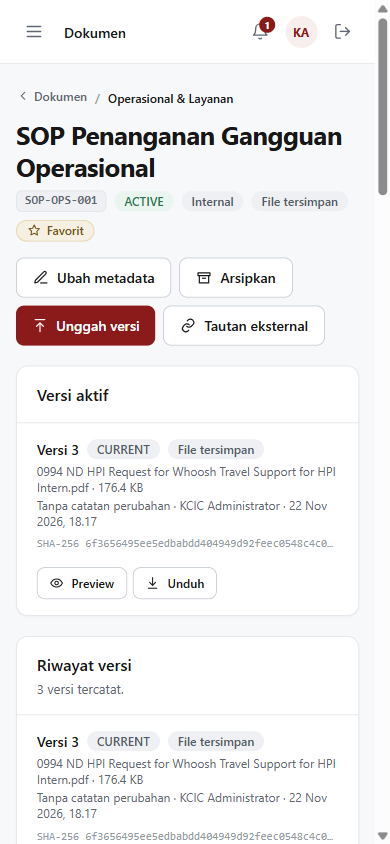 Dokumen
1
KA
Dokumen / Operasional & Layanan
SOP Penanganan Gangguan
Operasional
SOP-OPS-001 ACTIVE Internal File tersimpan
Favorit
Ubah metadata Arsipkan
Unggah versi Tautan eksternal
Versi aktif
Versi 3 CURRENT File tersimpan
0994 ND HPI Request for Whoosh Travel Support for HPI
Intern.pdf · 176.4 KB
Tanpa catatan perubahan · KCIC Administrator · 22 Nov
2026, 18.17
SHA-256 6f3656495ee5edbabdd404949d92feec0548c4c0…
Preview Unduh
Riwayat versi
3 versi tercatat.
Versi 3 CURRENT File tersimpan
0994 ND HPI Request for Whoosh Travel Support for HPI
Intern.pdf · 176.4 KB
Tanpa catatan perubahan · KCIC Administrator · 22 Nov
2026, 18.17
SHA-256 6f3656495ee5edbabdd404949d92feec0548c4c0…